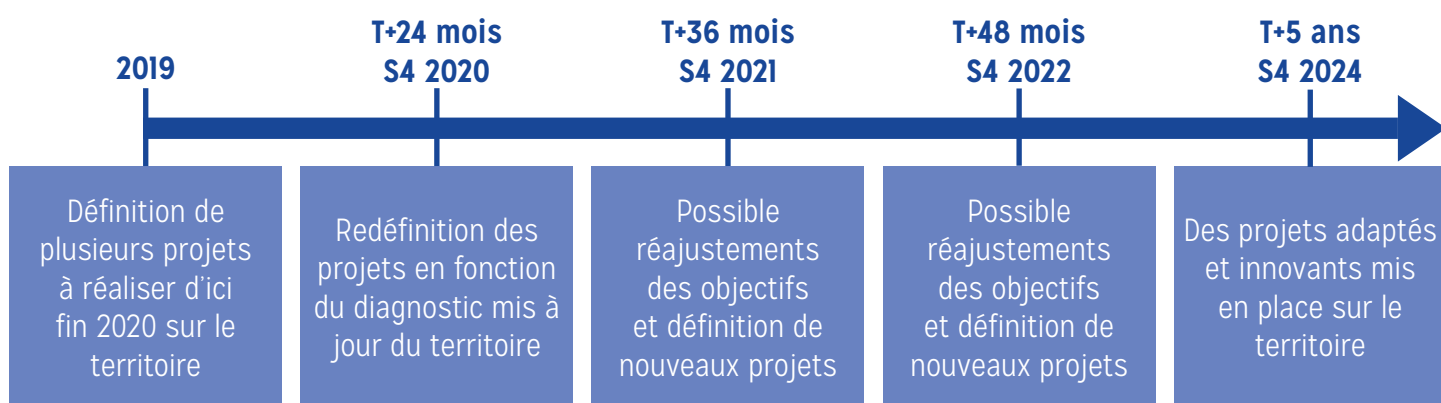 2019
T+24 mois
S4 2020
T+36 mois
S4 2021
T+48 mois
S4 2022
T+5 ans
S4 2024
Définition de
plusieurs projets
à réaliser d'ici
fin 2020 sur le
territoire
Redéfinition des
projets en fonction
du diagnostic mis à
jour du territoire
Possible
réajustements
des objectifs
et définition de
nouveaux projets
Possible
réajustements
des objectifs
et définition de
nouveaux projets
Des projets adaptés
et innovants mis
en place sur le
territoire